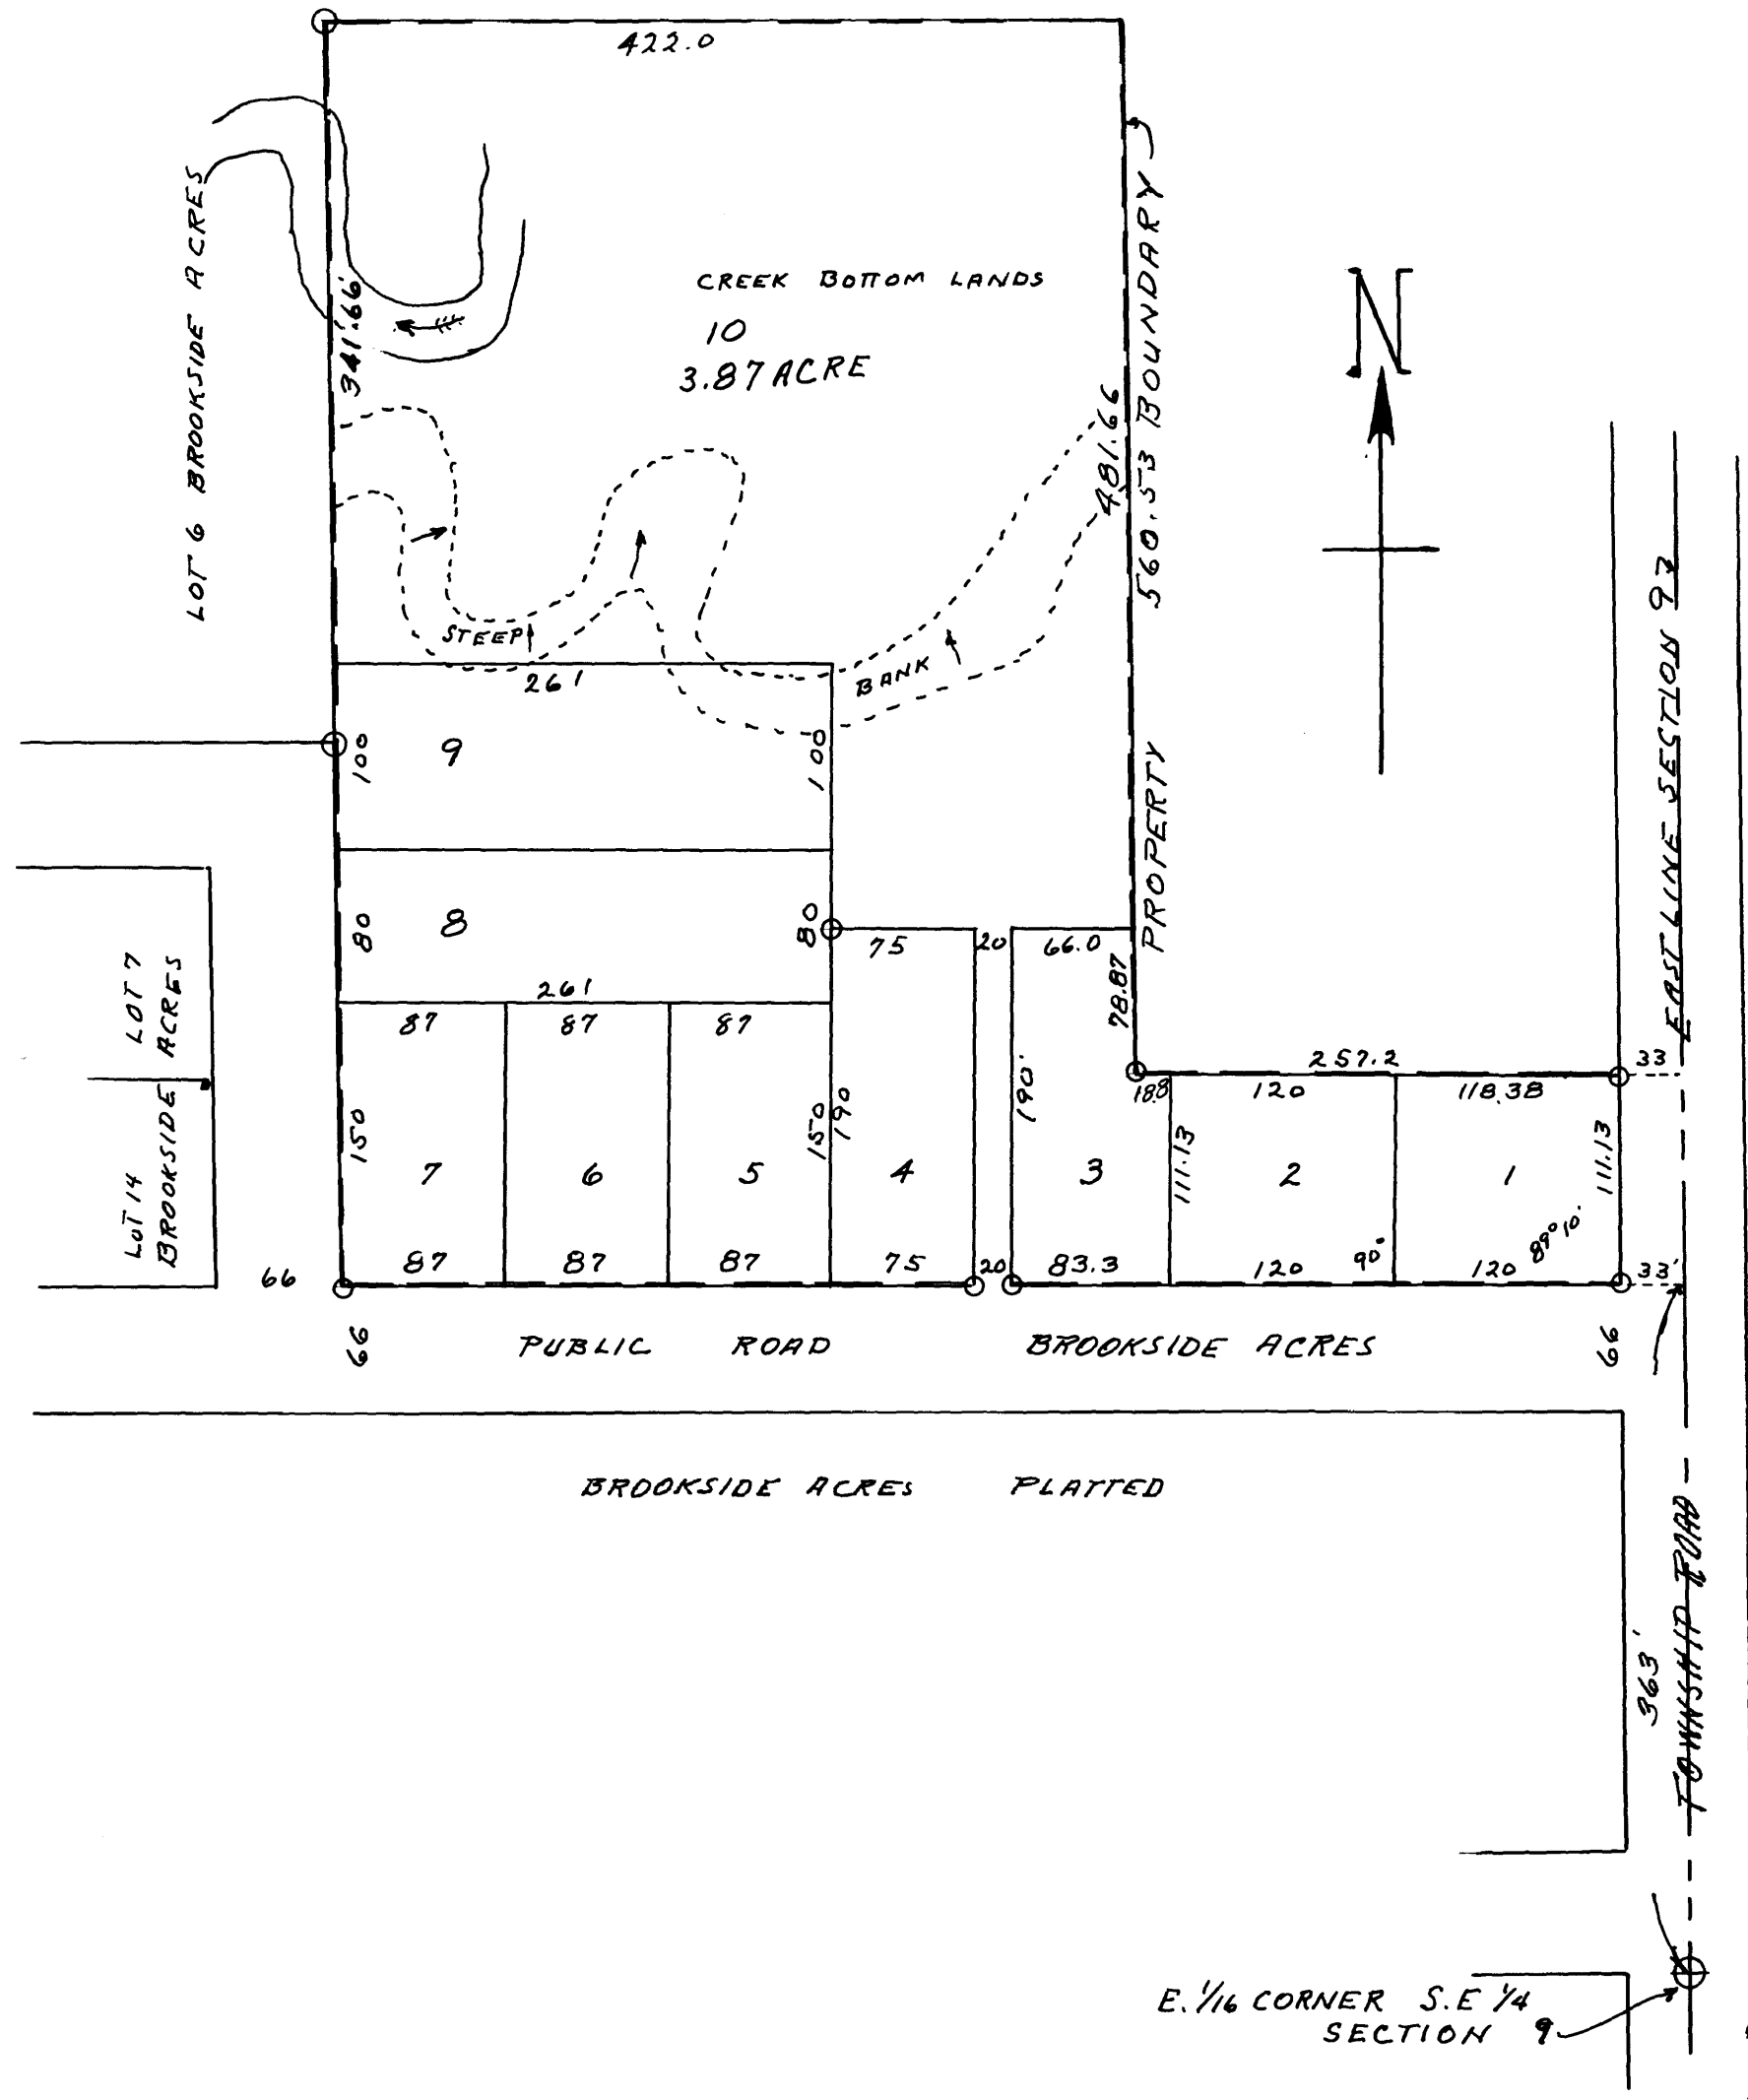 422.0
LOT 6 BROOKSIDE ACRES
341.66'
CREEK BOTTOM LANDS
10
3.87 ACRE
N
481.66
560.53 BOUNDARY
PROPERTY
EAST LINE SECTION 9
STEEP
BANK
261
100
9
100
80
8
80
75
20
66.0
78.87
261
87
87
87
LOT 7
ACRES
LOT 14
BROOKSIDE
150
150
190
190'
257.2
33
18.8
120
118.38
7
6
5
4
3
111.13
2
1
111.13
90°
89°10'
66
87
87
87
75
20
83.3
120
120
33'
66
PUBLIC ROAD
BROOKSIDE ACRES
66
BROOKSIDE ACRES PLATTED
363'
TOWNSHIP ROAD
E. 1/16 CORNER S.E 1/4
SECTION 9